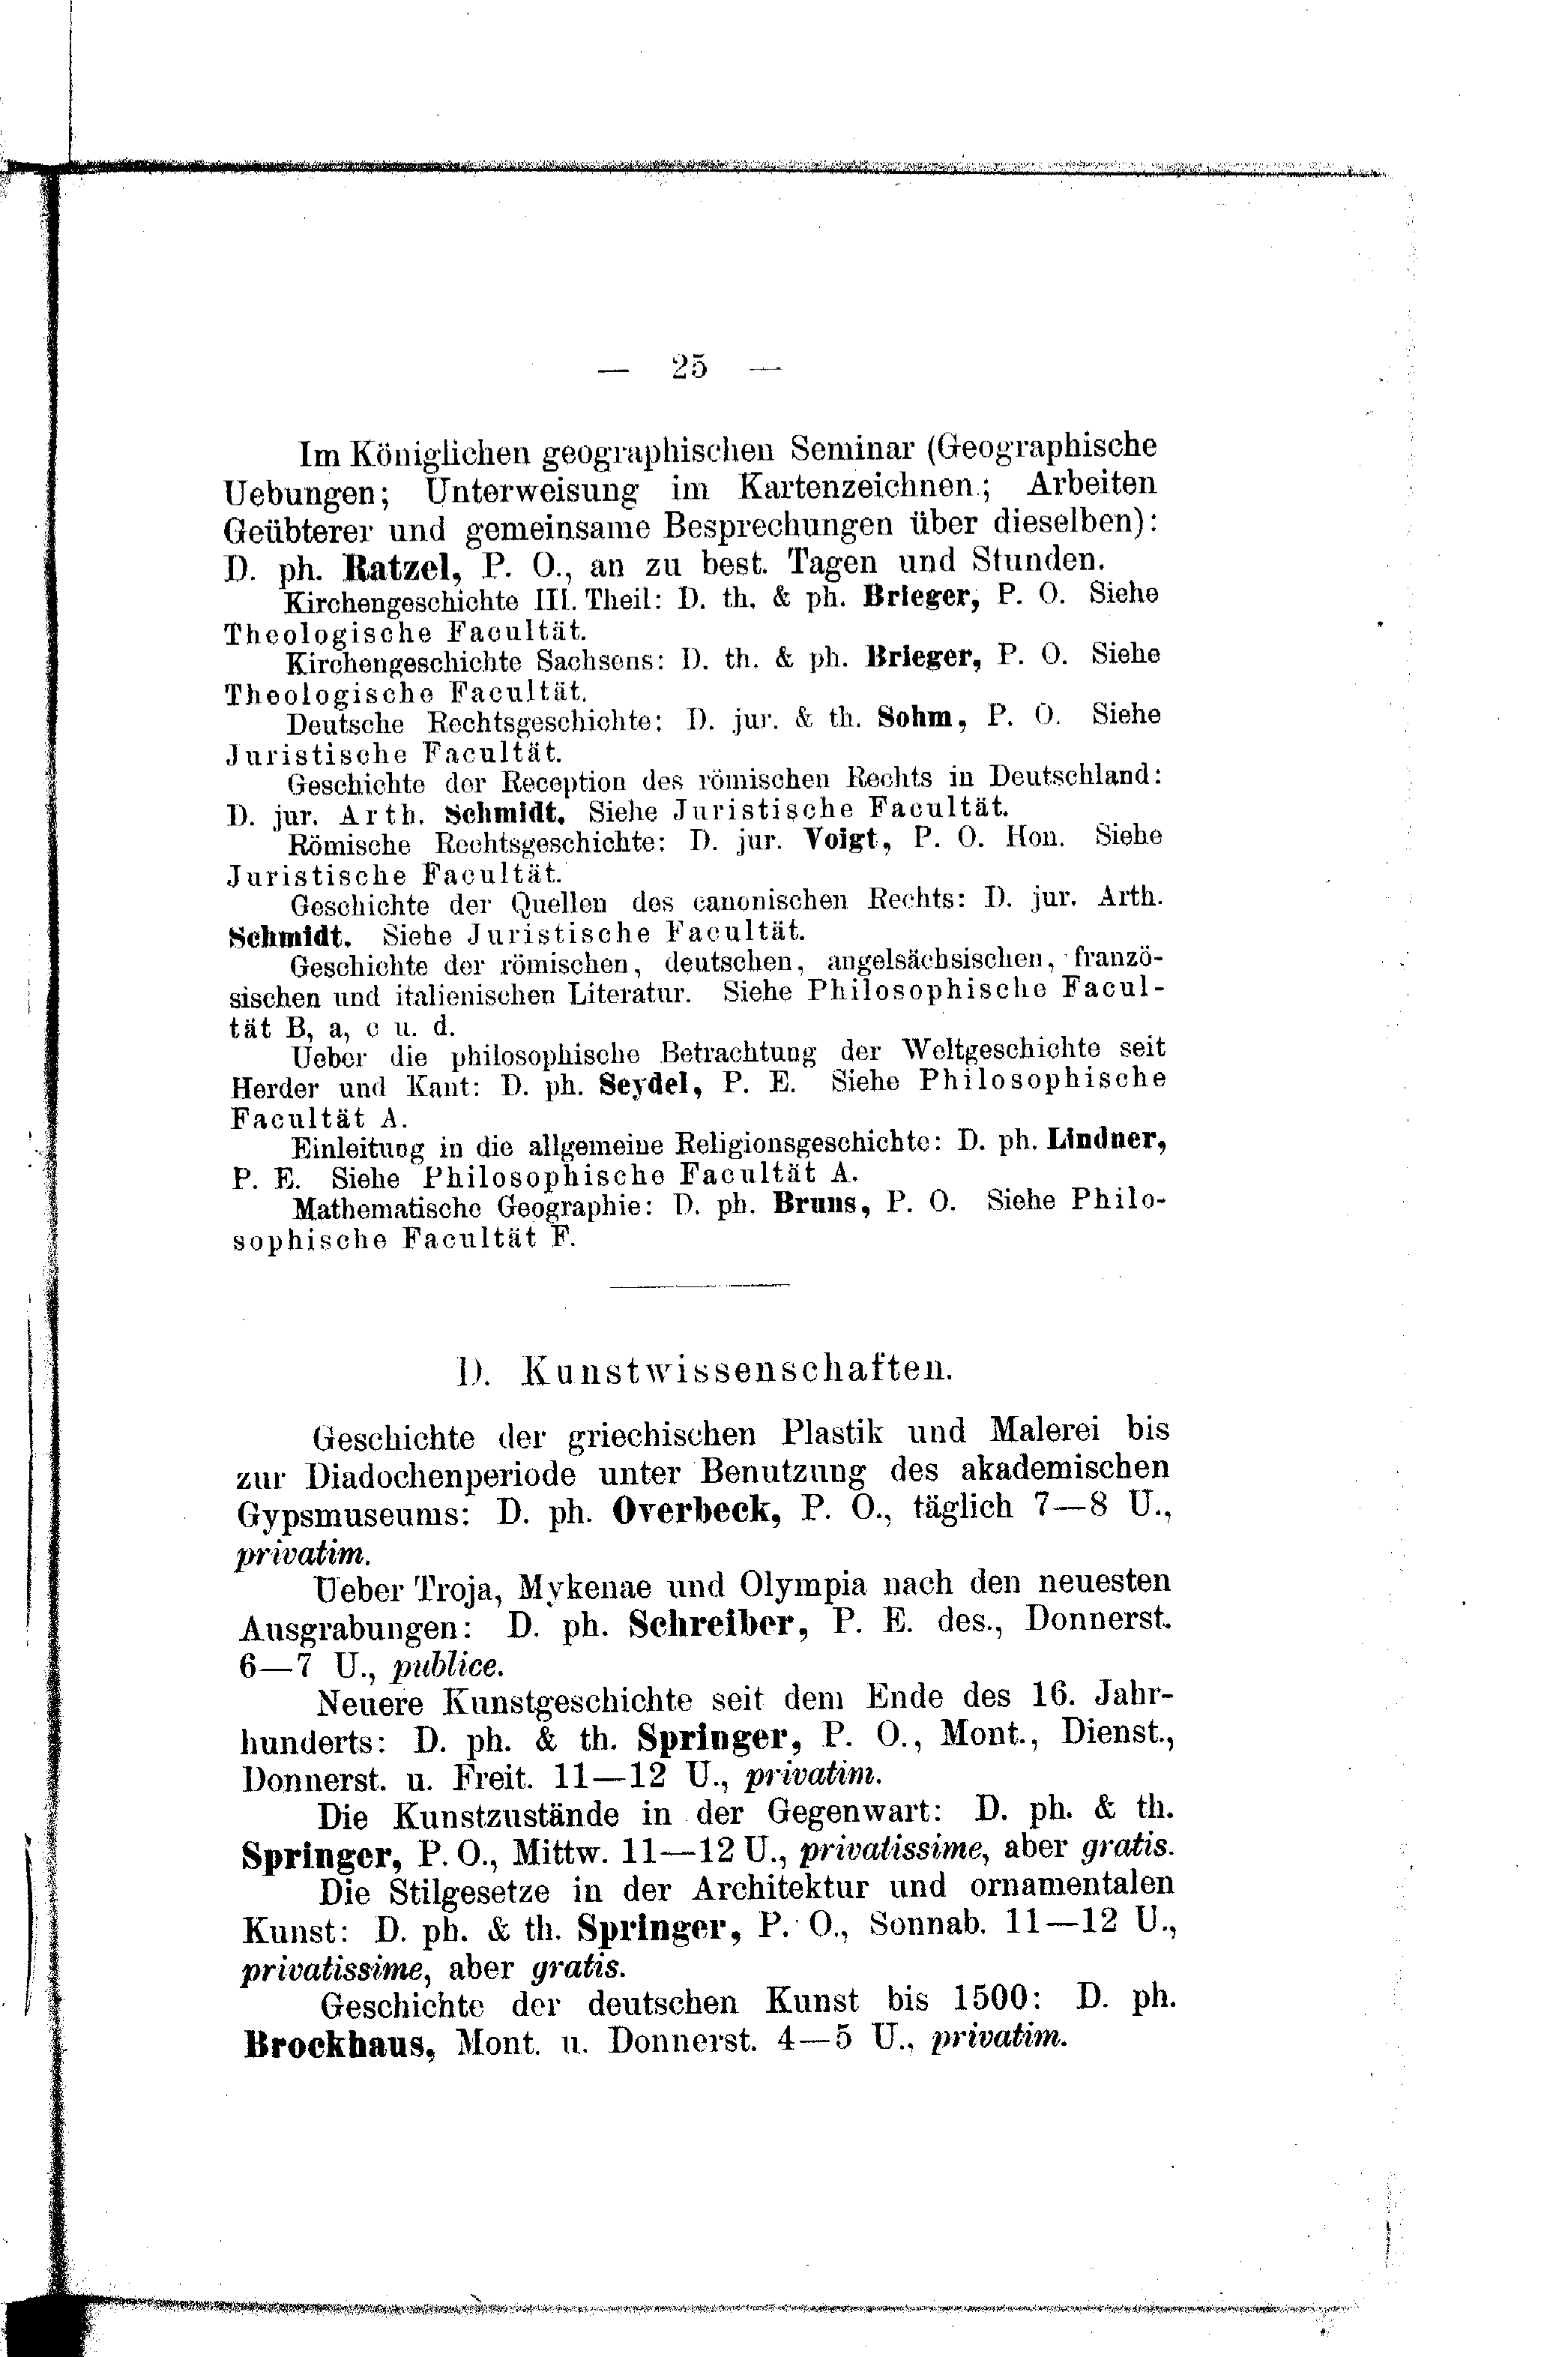 — 25 —
Im Königlichen geographischen Seminar (Geographische
Uebungen; Unterweisung im Kartenzeichnen; Arbeiten
Geübterer und gemeinsame Besprechungen über dieselben):
D. ph. Ratzel, P. O., an zu best. Tagen und Stunden.
Kirchengeschichte III. Theil: D. th. & ph. Brieger, P. O. Siehe
Theologische Facultät.
Kirchengeschichte Sachsens: D. th. & ph. Brieger, P. O. Siehe
Theologische Facultät.
Deutsche Rechtsgeschichte: D. jur. & th. Sohm, P. O. Siehe
Juristische Facultät.
Geschichte der Reception des römischen Rechts in Deutschland:
D. jur. Arth. Schmidt. Siehe Juristische Facultät.
Römische Rechtsgeschichte: D. jur. Voigt, P. O. Hon. Siehe
Juristische Facultät.
Geschichte der Quellen des canonischen Rechts: D. jur. Arth.
Schmidt. Siehe Juristische Facultät.
Geschichte der römischen, deutschen, angelsächsischen, franzö-
sischen und italienischen Literatur. Siehe Philosophische Facul-
tät B, a, c u. d.
Ueber die philosophische Betrachtung der Weltgeschichte seit
Herder und Kant: D. ph. Seydel, P. E. Siehe Philosophische
Facultät A.
Einleitung in die allgemeine Religionsgeschichte: D. ph. Lindner,
P. E. Siehe Philosophische Facultät A.
Mathematische Geographie: D. ph. Bruns, P. O. Siehe Philo-
sophische Facultät F.
D. Kunstwissenschaften.
Geschichte der griechischen Plastik und Malerei bis
zur Diadochenperiode unter Benutzung des akademischen
Gypsmuseums: D. ph. Overbeck, P. O., täglich 7—8 U.,
privatim.
Ueber Troja, Mykenae und Olympia nach den neuesten
Ausgrabungen: D. ph. Schreiber, P. E. des., Donnerst.
6—7 U., publice.
Neuere Kunstgeschichte seit dem Ende des 16. Jahr-
hunderts: D. ph. & th. Springer, P. O., Mont., Dienst.,
Donnerst. u. Freit. 11—12 U., privatim.
Die Kunstzustände in der Gegenwart: D. ph. & th.
Springer, P. O., Mittw. 11—12 U., privatissime, aber gratis.
Die Stilgesetze in der Architektur und ornamentalen
Kunst: D. ph. & th. Springer, P. O., Sonnab. 11—12 U.,
privatissime, aber gratis.
Geschichte der deutschen Kunst bis 1500: D. ph.
Brockhaus, Mont. u. Donnerst. 4—5 U., privatim.